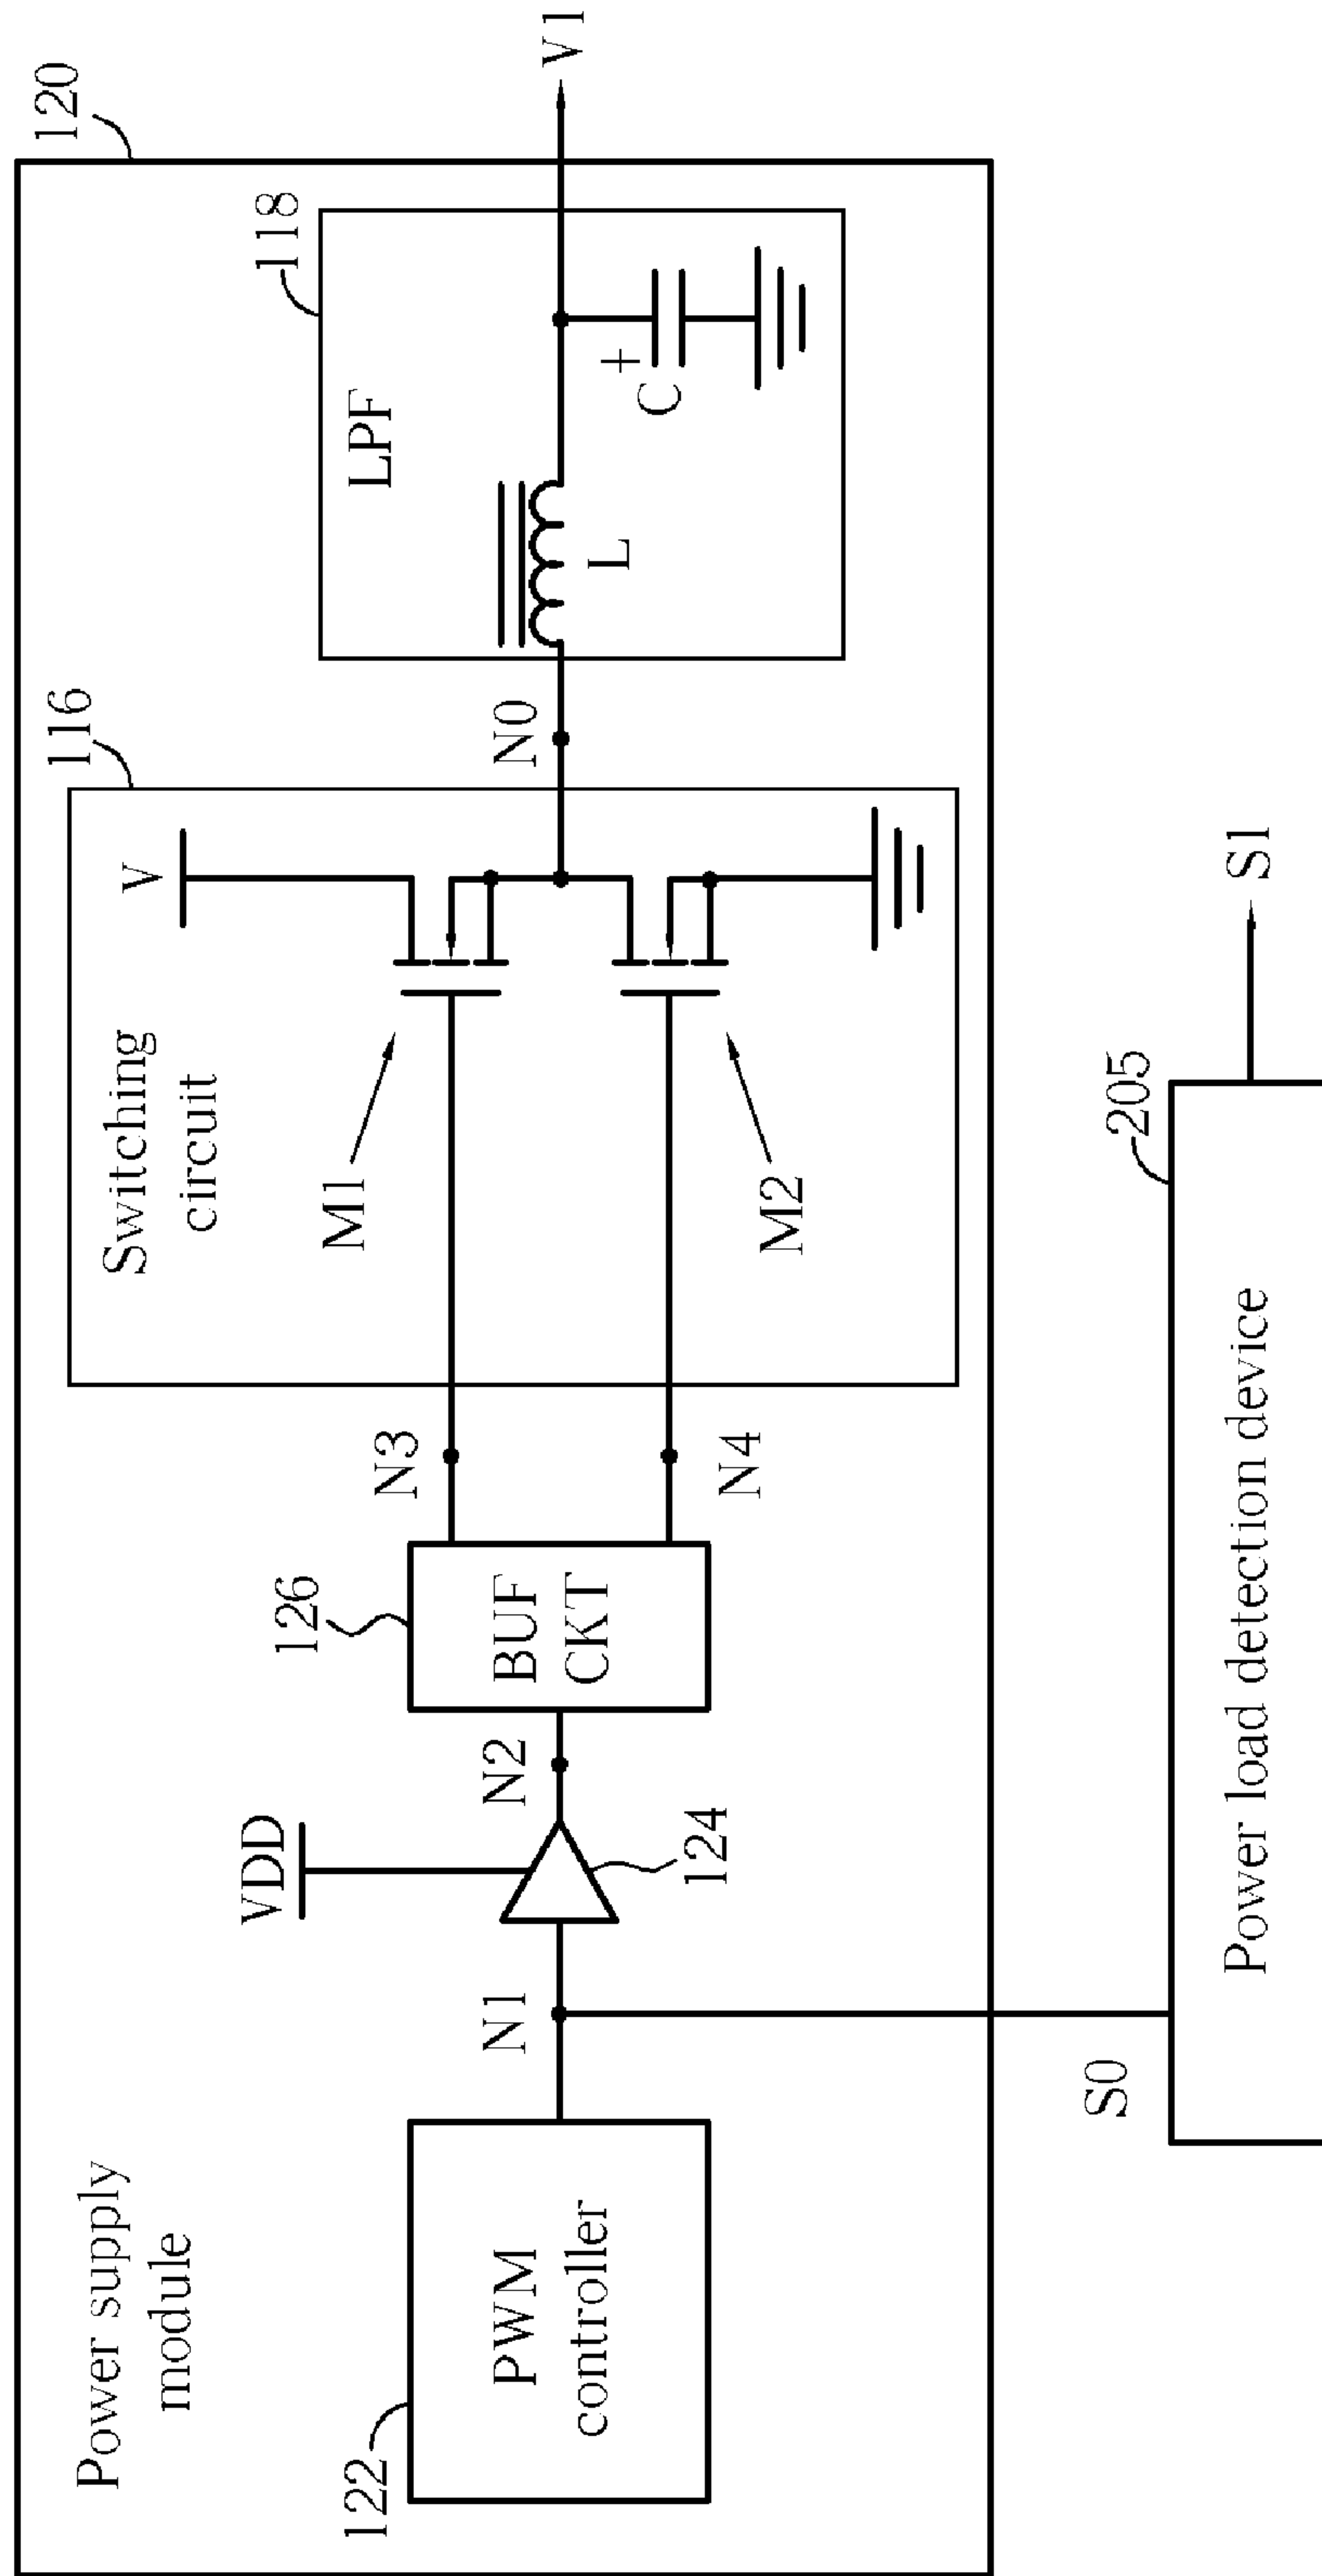 Power supply
module
120
122
PWM
controller
N1
VDD
124
N2
126
BUF
CKT
N3
N4
116
Switching
circuit
M1
M2
V
N0
118
LPF
L
+
C
V1
S0
205
Power load detection device
S1